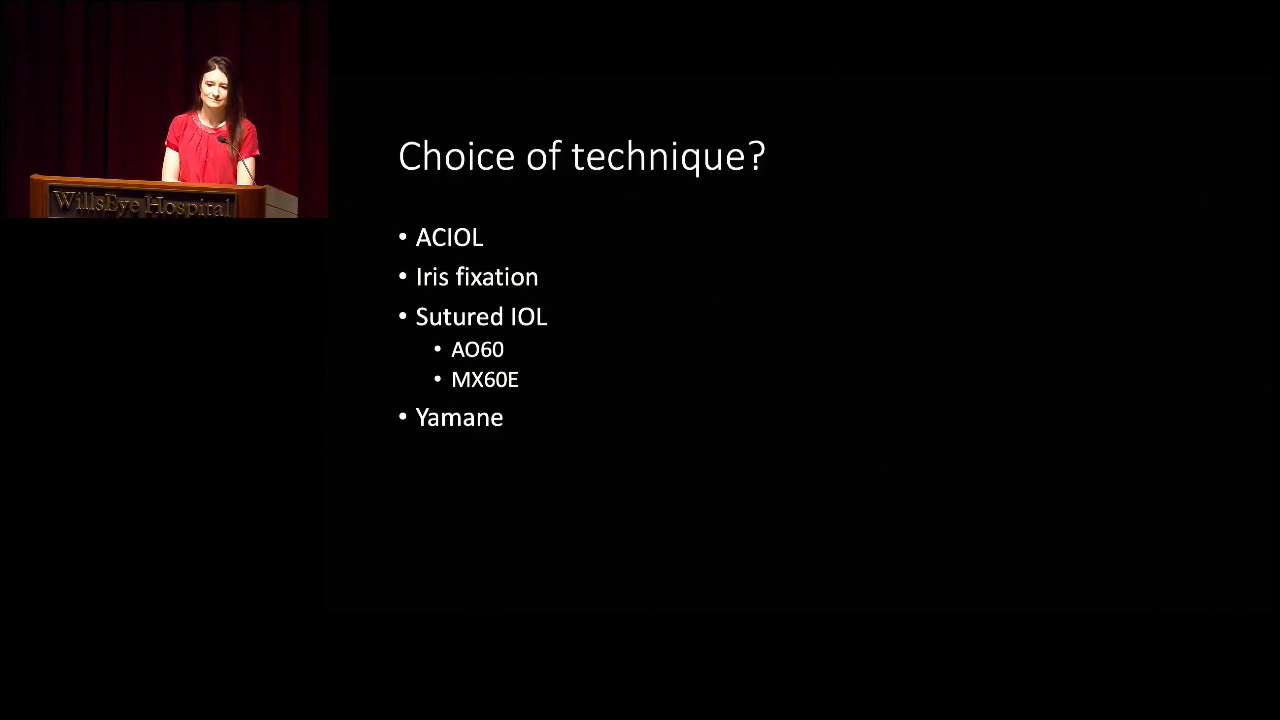 WillsEye Hospital
Choice of technique?
• ACIOL
• Iris fixation
• Sutured IOL
• AO60
• MX60E
• Yamane